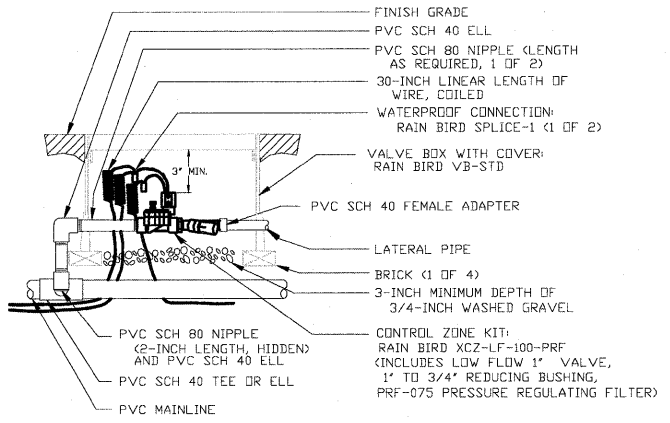 FINISH GRADE
PVC SCH 40 ELL
PVC SCH 80 NIPPLE (LENGTH
AS REQUIRED, 1 OF 2)
30-INCH LINEAR LENGTH OF
WIRE, COILED
WATERPROOF CONNECTION:
RAIN BIRD SPLICE-1 (1 OF 2)
3" MIN.
VALVE BOX WITH COVER:
RAIN BIRD VB-STD
PVC SCH 40 FEMALE ADAPTER
LATERAL PIPE
BRICK (1 OF 4)
3-INCH MINIMUM DEPTH OF
3/4-INCH WASHED GRAVEL
PVC SCH 80 NIPPLE
(2-INCH LENGTH, HIDDEN)
AND PVC SCH 40 ELL
PVC SCH 40 TEE OR ELL
PVC MAINLINE
CONTROL ZONE KIT:
RAIN BIRD XCZ-LF-100-PRF
(INCLUDES LOW FLOW 1" VALVE,
1" TO 3/4" REDUCING BUSHING,
PRF-075 PRESSURE REGULATING FILTER)